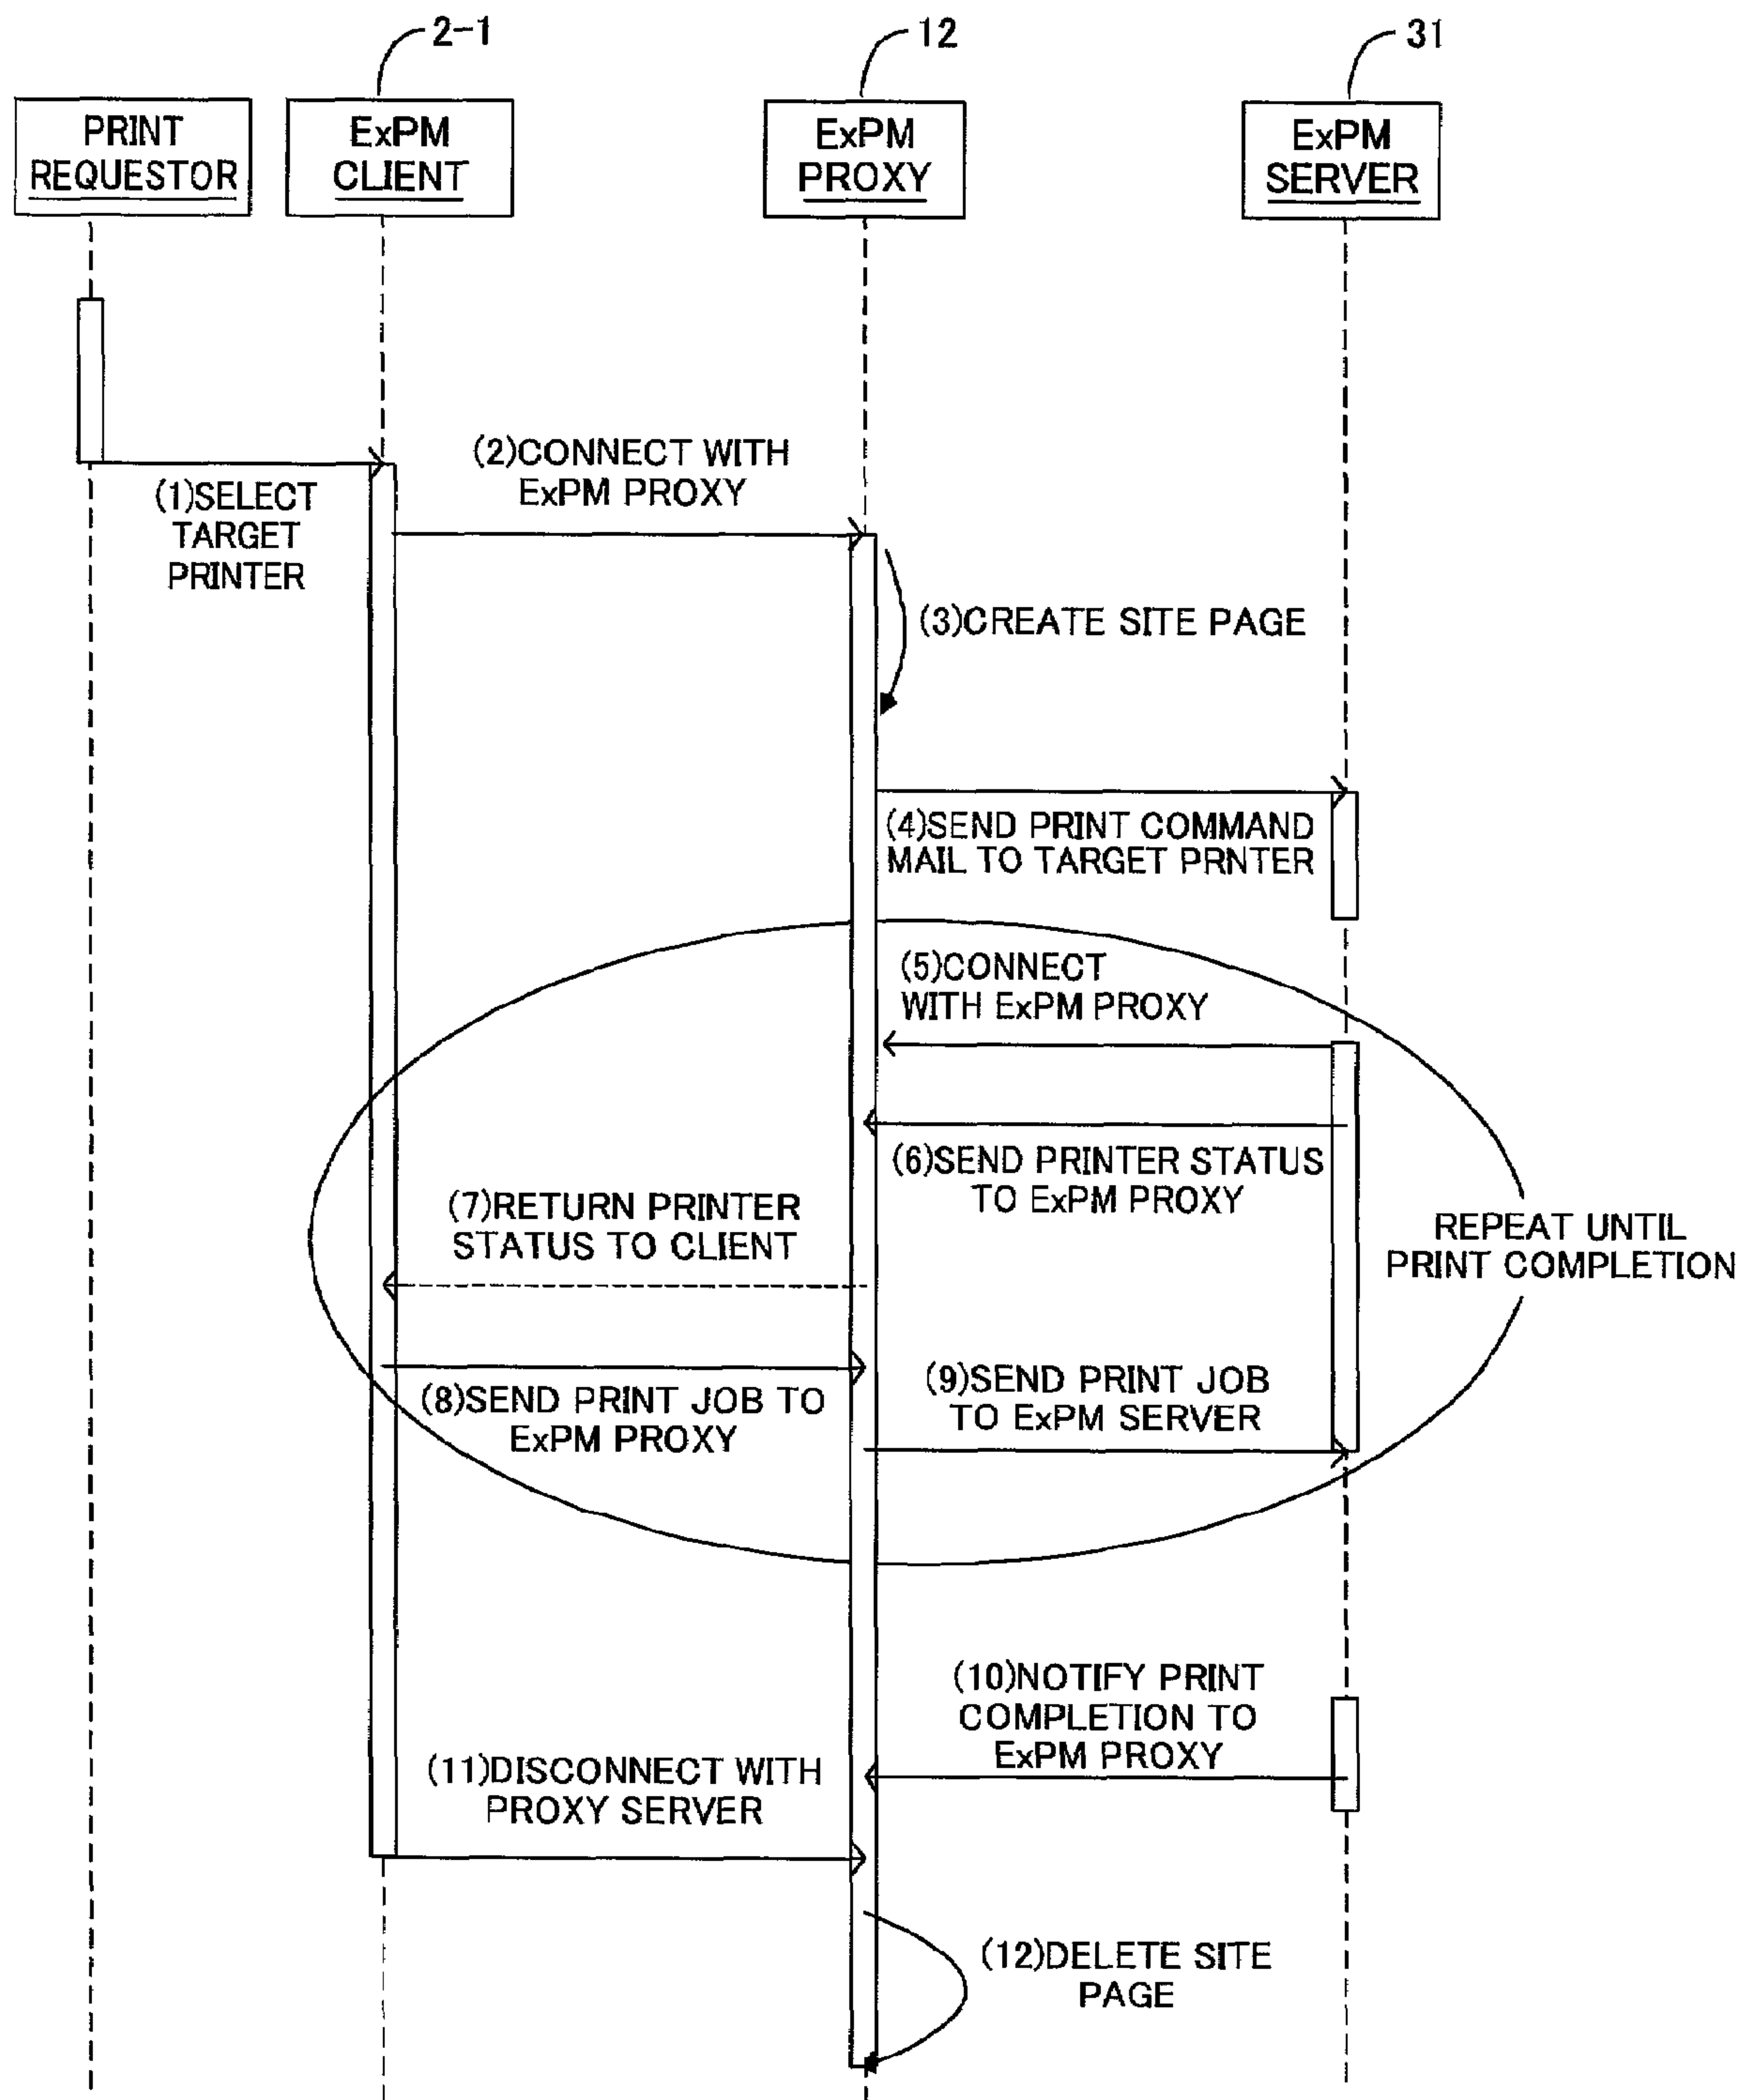 2-1
12
31
PRINT
REQUESTOR
ExPM
CLIENT
ExPM
PROXY
ExPM
SERVER
(1)SELECT
TARGET
PRINTER
(2)CONNECT WITH
ExPM PROXY
(3)CREATE SITE PAGE
(4)SEND PRINT COMMAND
MAIL TO TARGET PRNTER
(5)CONNECT
WITH ExPM PROXY
(6)SEND PRINTER STATUS
TO ExPM PROXY
(7)RETURN PRINTER
STATUS TO CLIENT
REPEAT UNTIL
PRINT COMPLETION
(8)SEND PRINT JOB TO
ExPM PROXY
(9)SEND PRINT JOB
TO ExPM SERVER
(10)NOTIFY PRINT
COMPLETION TO
ExPM PROXY
(11)DISCONNECT WITH
PROXY SERVER
(12)DELETE SITE
PAGE